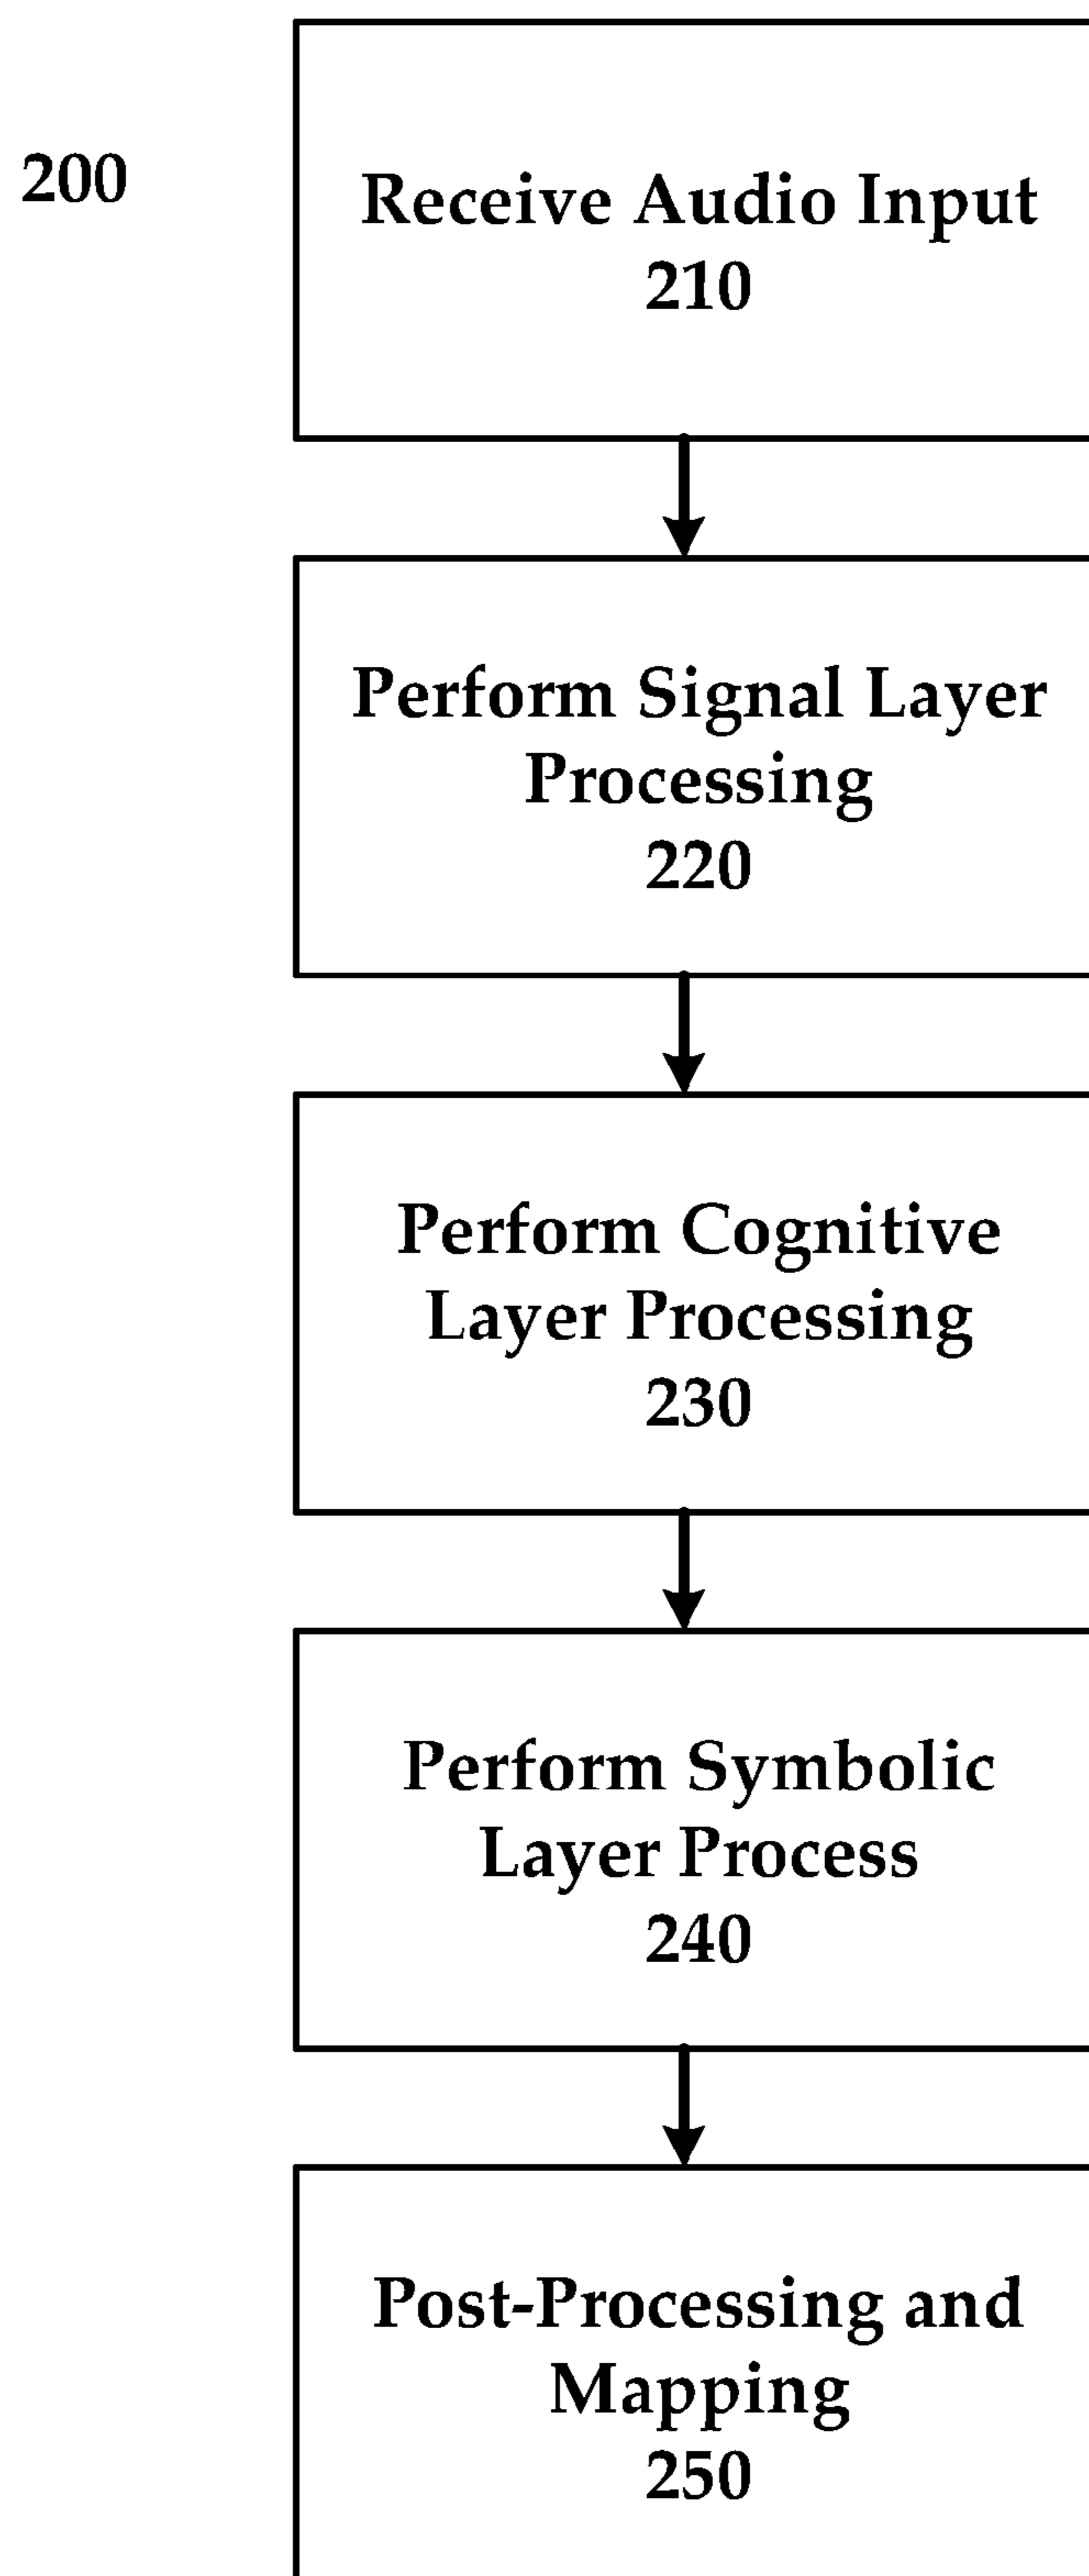 200
Receive Audio Input
210
Perform Signal Layer
Processing
220
Perform Cognitive
Layer Processing
230
Perform Symbolic
Layer Process
240
Post-Processing and
Mapping
250